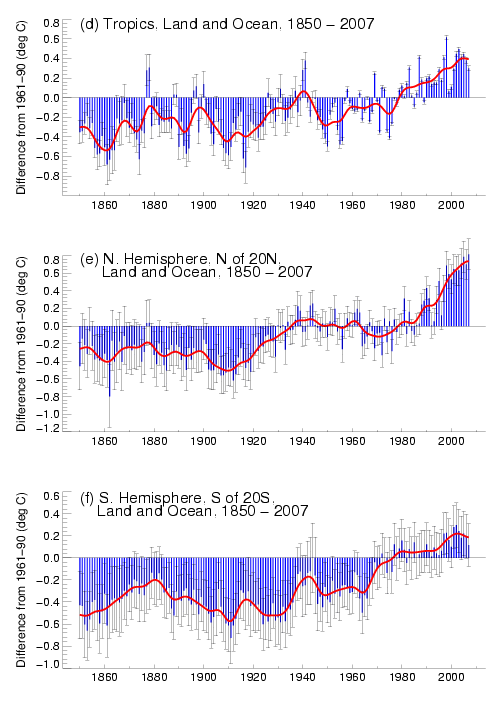 (d) Tropics, Land and Ocean, 1850 – 2007
Difference from 1961–90 (deg C)
0.8
0.6
0.4
0.2
0.0
−0.2
−0.4
−0.6
−0.8
1860 1880 1900 1920 1940 1960 1980 2000
(e) N. Hemisphere, N of 20N,
Land and Ocean, 1850 – 2007
Difference from 1961–90 (deg C)
0.8
0.6
0.4
0.2
0.0
−0.2
−0.4
−0.6
−0.8
−1.0
−1.2
1860 1880 1900 1920 1940 1960 1980 2000
(f) S. Hemisphere, S of 20S,
Land and Ocean, 1850 – 2007
Difference from 1961–90 (deg C)
0.6
0.4
0.2
0.0
−0.2
−0.4
−0.6
−0.8
−1.0
1860 1880 1900 1920 1940 1960 1980 2000